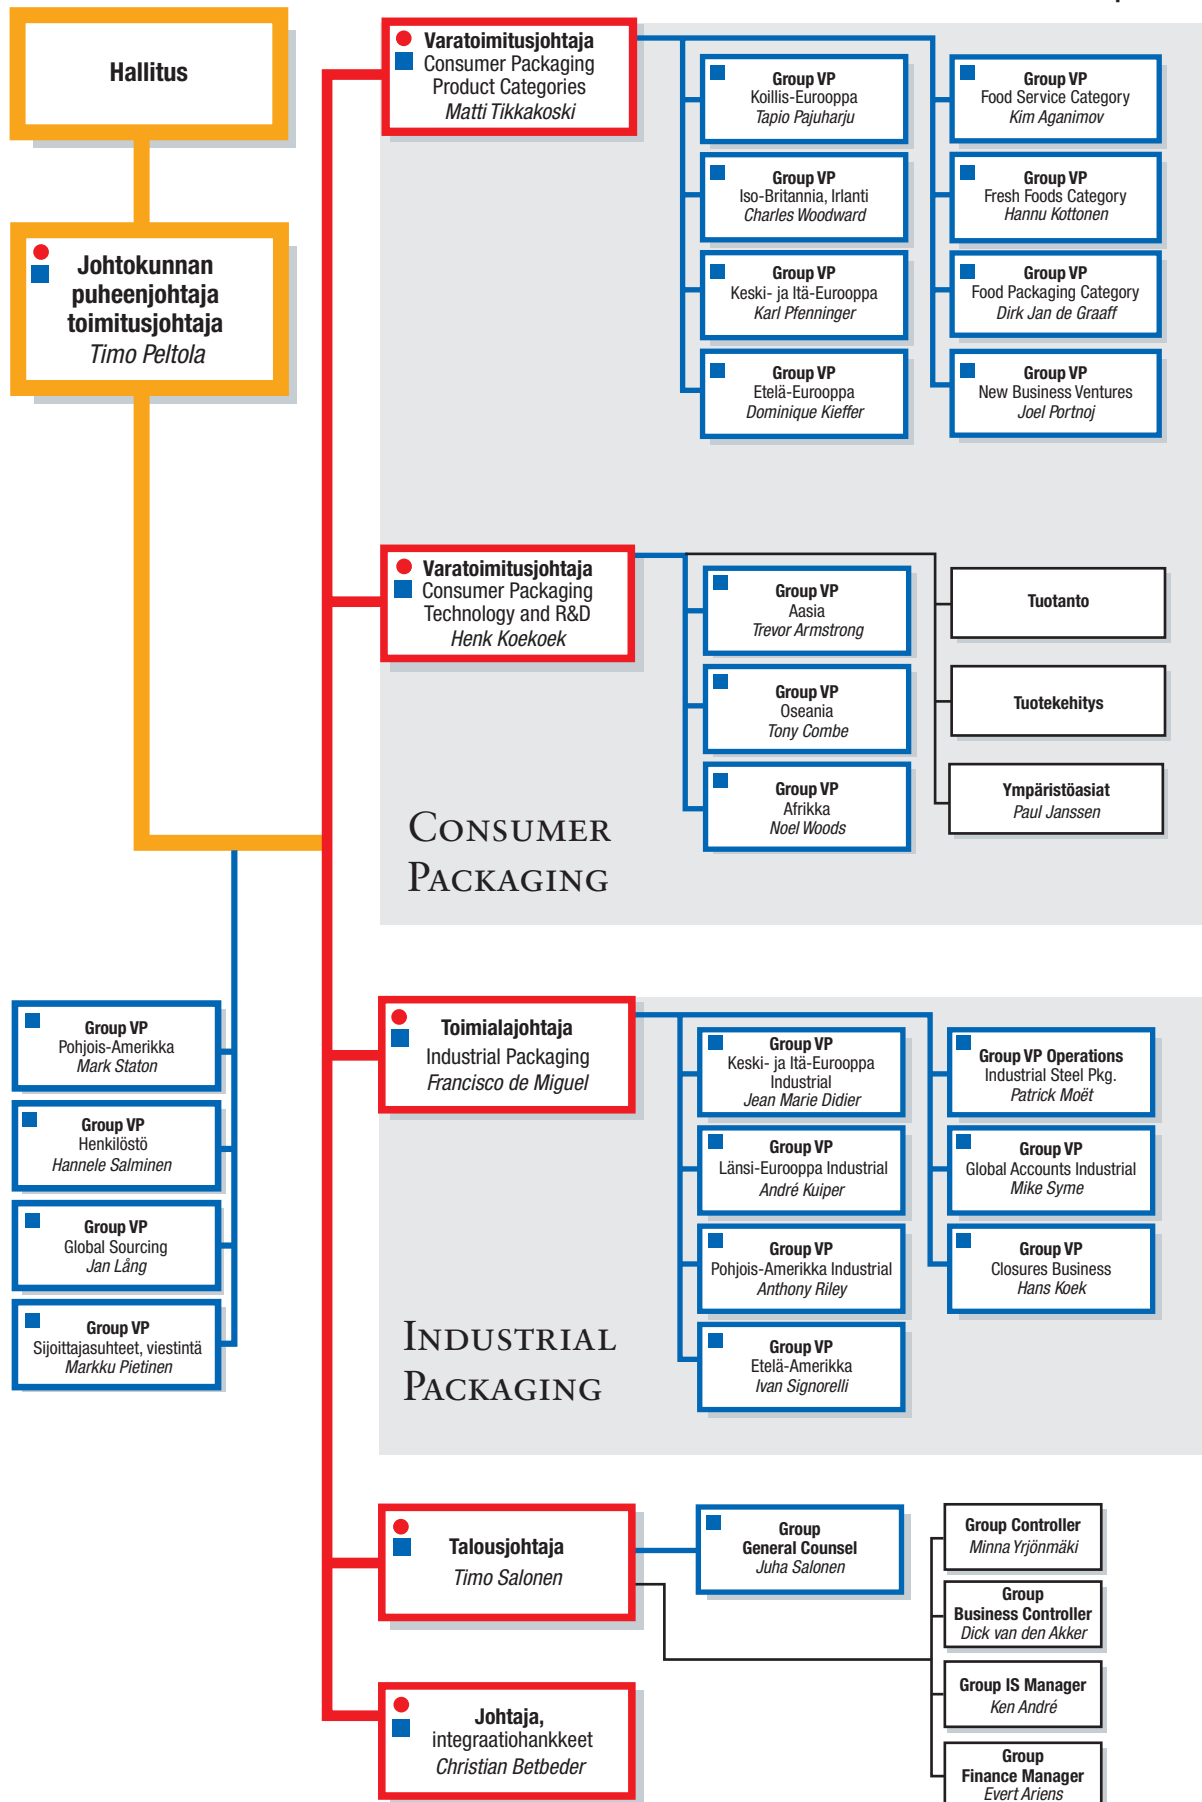 Hallitus
Johtokunnan
puheenjohtaja
toimitusjohtaja
Timo Peltola
Varatoimitusjohtaja
Consumer Packaging
Product Categories
Matti Tikkakoski
Group VP
Koillis-Eurooppa
Tapio Pajuharju
Group VP
Iso-Britannia, Irlanti
Charles Woodward
Group VP
Keski- ja Itä-Eurooppa
Karl Pfenninger
Group VP
Etelä-Eurooppa
Dominique Kieffer
Group VP
Food Service Category
Kim Aganimov
Group VP
Fresh Foods Category
Hannu Kottonen
Group VP
Food Packaging Category
Dirk Jan de Graaff
Group VP
New Business Ventures
Joel Portnoj
Varatoimitusjohtaja
Consumer Packaging
Technology and R&D
Henk Koekoek
Group VP
Aasia
Trevor Armstrong
Group VP
Oseania
Tony Combe
Group VP
Afrikka
Noel Woods
Tuotanto
Tuotekehitys
Ympäristöasiat
Paul Janssen
CONSUMER
PACKAGING
Group VP
Pohjois-Amerikka
Mark Staton
Group VP
Henkilöstö
Hannele Salminen
Group VP
Global Sourcing
Jan Lång
Group VP
Sijoittajasuhteet, viestintä
Markku Pietinen
Toimialajohtaja
Industrial Packaging
Francisco de Miguel
Group VP
Keski- ja Itä-Eurooppa
Industrial
Jean Marie Didier
Group VP
Länsi-Eurooppa Industrial
André Kuiper
Group VP
Pohjois-Amerikka Industrial
Anthony Riley
Group VP
Etelä-Amerikka
Ivan Signorelli
Group VP Operations
Industrial Steel Pkg.
Patrick Moët
Group VP
Global Accounts Industrial
Mike Syme
Group VP
Closures Business
Hans Koek
INDUSTRIAL
PACKAGING
Talousjohtaja
Timo Salonen
Group
General Counsel
Juha Salonen
Group Controller
Minna Yrjönmäki
Group
Business Controller
Dick van den Akker
Group IS Manager
Ken André
Group
Finance Manager
Evert Ariens
Johtaja,
integraatiohankkeet
Christian Betbeder